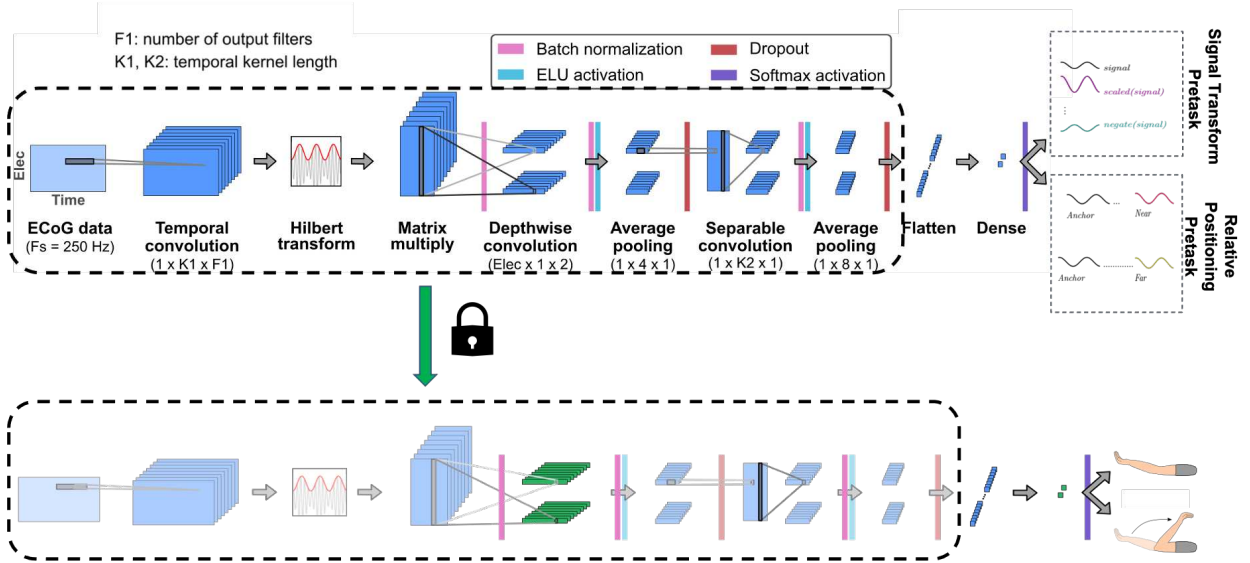 F1: number of output filters
K1, K2: temporal kernel length
Batch normalization
Dropout
ELU activation
Softmax activation
Elec
Time
ECoG data
(Fs = 250 Hz)
Temporal
convolution
(1 x K1 x F1)
Hilbert
transform
Matrix
multiply
Depthwise
convolution
(Elec x 1 x 2)
Average
pooling
(1 x 4 x 1)
Separable
convolution
(1 x K2 x 1)
Average
pooling
(1 x 8 x 1)
Flatten
Dense
signal
scaled(signal)
⋮
negate(signal)
Signal Transform
Pretask
Anchor
...
Near
Anchor
..........
Far
Relative
Positioning
Pretask